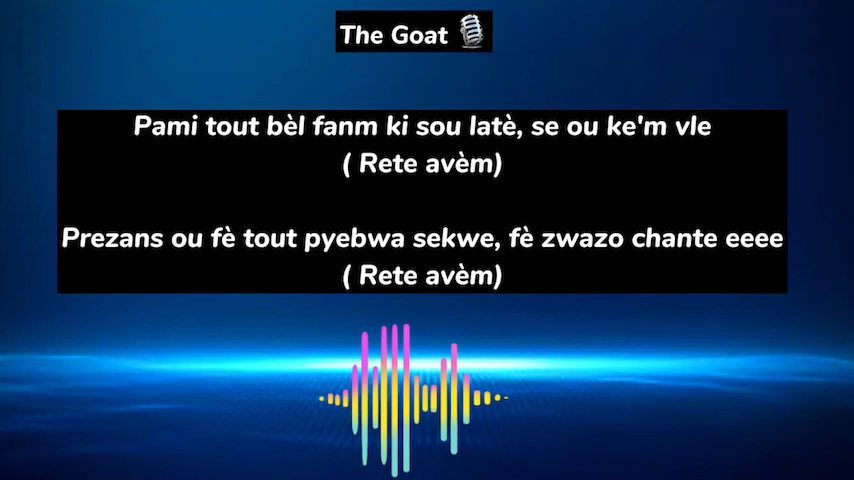 The Goat
Pami tout bèl fanm ki sou latè, se ou ke'm vle
( Rete avèm)
Prezans ou fè tout pyebwa sekwe, fè zwazo chante eeee
( Rete avèm)